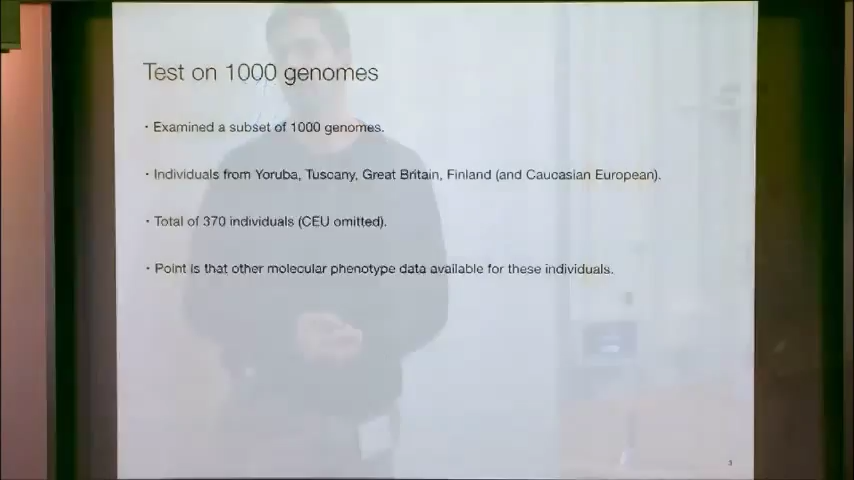 Test on 1000 genomes
· Examined a subset of 1000 genomes.
· Individuals from Yoruba, Tuscany, Great Britain, Finland (and Caucasian European).
· Total of 370 individuals (CEU omitted).
· Point is that other molecular phenotype data available for these individuals.
3